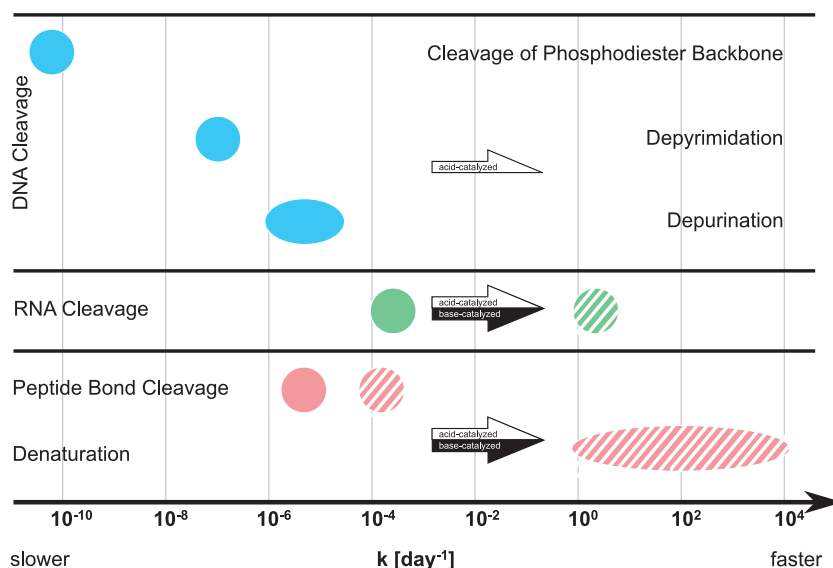 DNA Cleavage
Cleavage of Phosphodiester Backbone
Depyrimidation
acid-catalyzed
Depurination
RNA Cleavage
acid-catalyzed
base-catalyzed
Peptide Bond Cleavage
Denaturation
acid-catalyzed
base-catalyzed
10⁻¹⁰ 10⁻⁸ 10⁻⁶ 10⁻⁴ 10⁻² 10⁰ 10² 10⁴
slower k [day⁻¹] faster